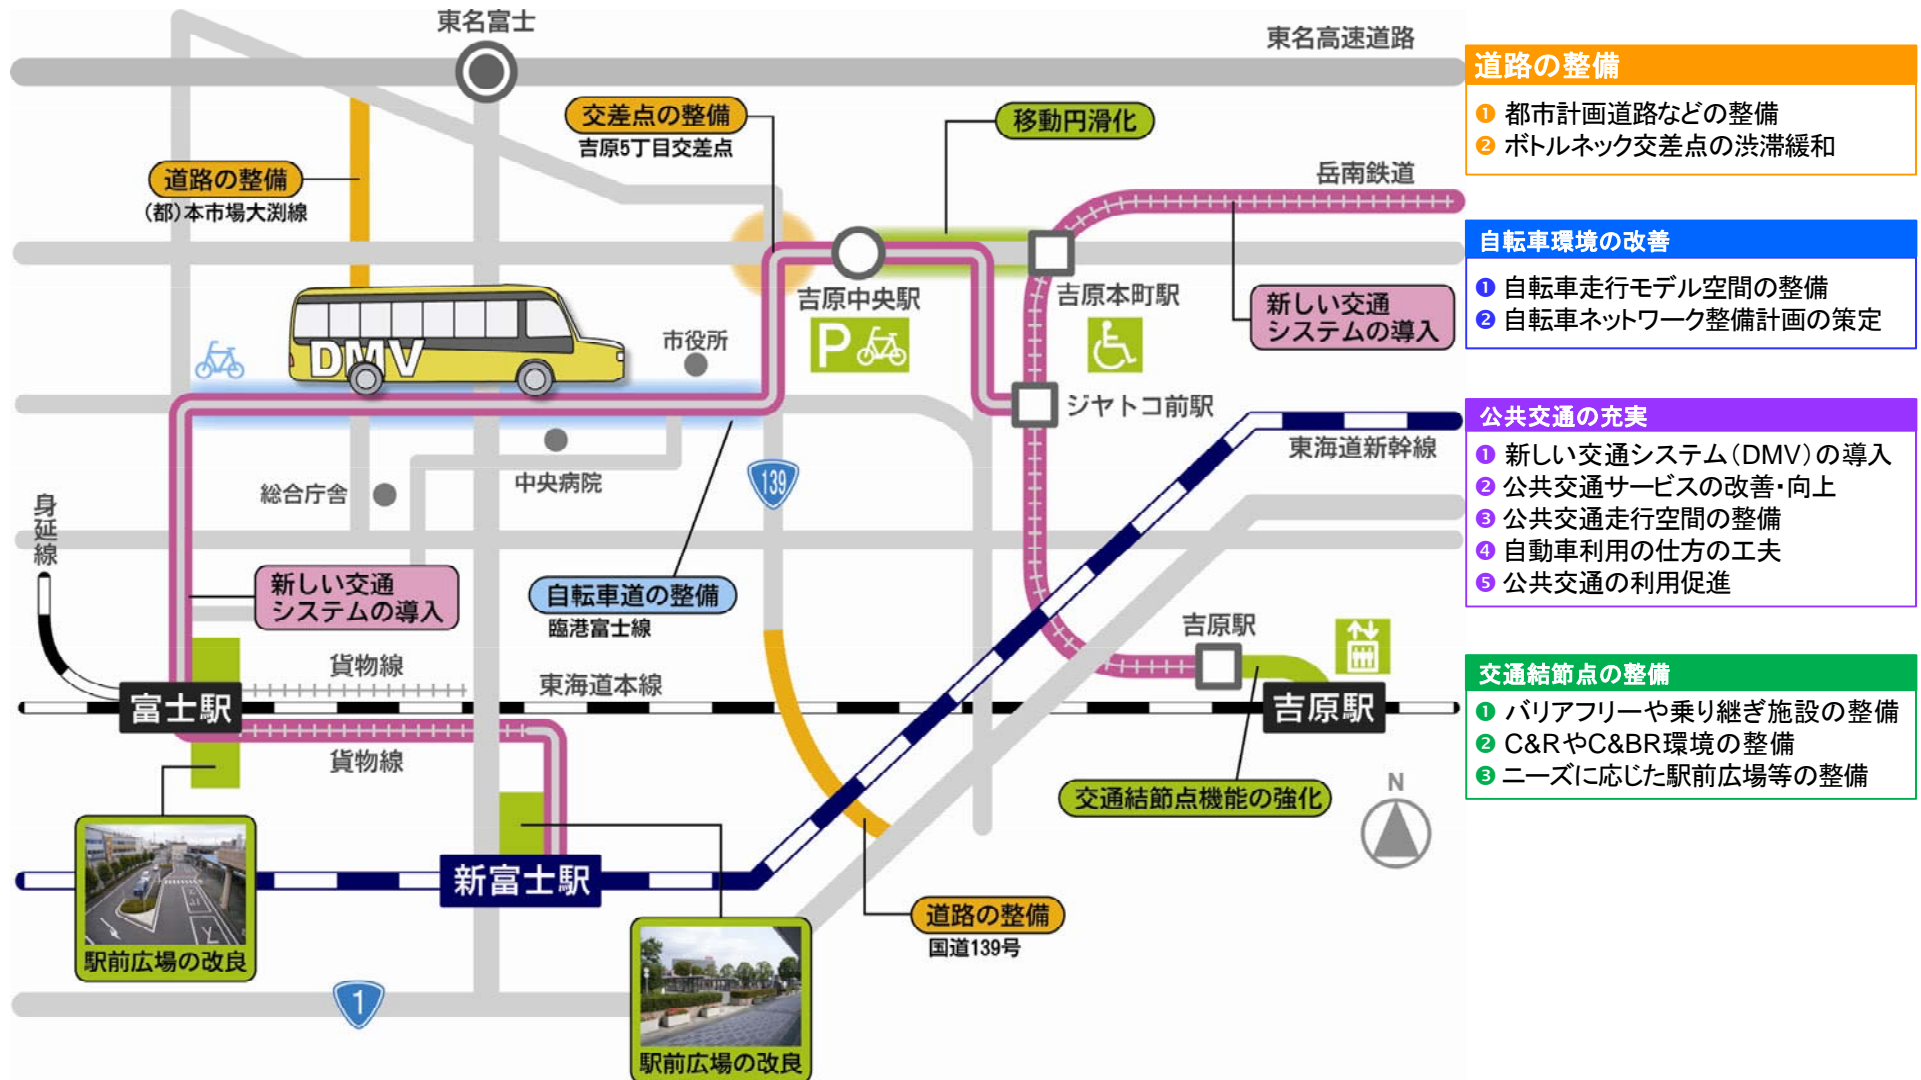 東名富士
東名高速道路
交差点の整備
吉原5丁目交差点
移動円滑化
道路の整備
(都)本市場大渕線
岳南鉄道
吉原中央駅
P
吉原本町駅
新しい交通
システムの導入
市役所
DMV
ジヤトコ前駅
東海道新幹線
中央病院
総合庁舎
139
身延線
新しい交通
システムの導入
自転車道の整備
臨港富士線
吉原駅
貨物線
東海道本線
富士駅
吉原駅
貨物線
交通結節点機能の強化
N
新富士駅
駅前広場の改良
道路の整備
国道139号
1
駅前広場の改良
道路の整備
❶ 都市計画道路などの整備
❷ ボトルネック交差点の渋滞緩和
自転車環境の改善
❶ 自転車走行モデル空間の整備
❷ 自転車ネットワーク整備計画の策定
公共交通の充実
❶ 新しい交通システム(DMV)の導入
❷ 公共交通サービスの改善・向上
❸ 公共交通走行空間の整備
❹ 自動車利用の仕方の工夫
❺ 公共交通の利用促進
交通結節点の整備
❶ バリアフリーや乗り継ぎ施設の整備
❷ C&RやC&BR環境の整備
❸ ニーズに応じた駅前広場等の整備